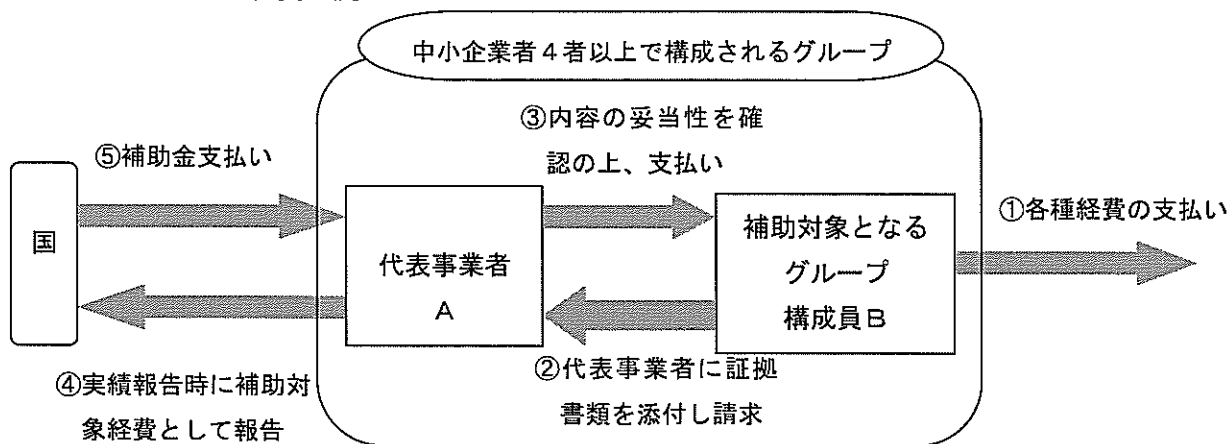 中小企業者4者以上で構成されるグループ
③内容の妥当性を確
認の上、支払い
⑤補助金支払い
①各種経費の支払い
国
代表事業者
A
補助対象となる
グループ
構成員B
②代表事業者に証拠
書類を添付し請求
④実績報告時に補助対
象経費として報告